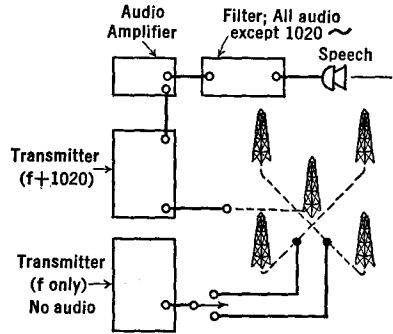 Audio
Amplifier
Filter; All audio
except 1020 ~
Speech
Transmitter
(f+1020)
Transmitter
(f only)
No audio